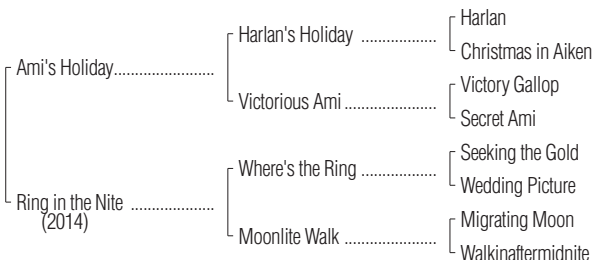 Harlan
Harlan's Holiday ..................
Christmas in Aiken
Ami's Holiday........................
Victory Gallop
Victorious Ami ......................
Secret Ami
Seeking the Gold
Where's the Ring ..................
Wedding Picture
Ring in the Nite ....................
(2014)
Migrating Moon
Moonlite Walk ......................
Walkinaftermidnite